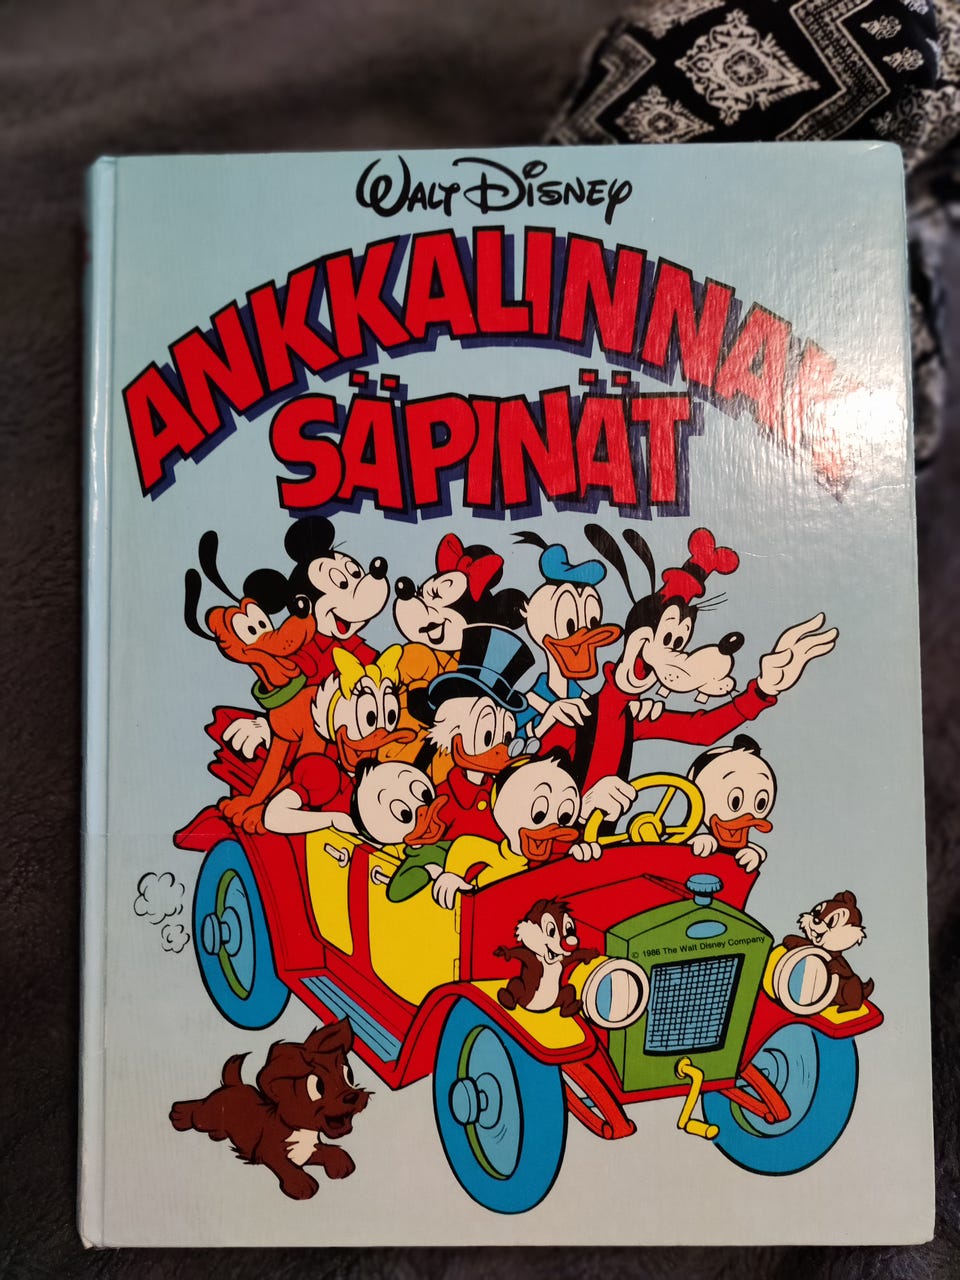 WALT DISNEY
ANKKALINNAN
SÄPINÄT
© 1986 The Walt Disney Company